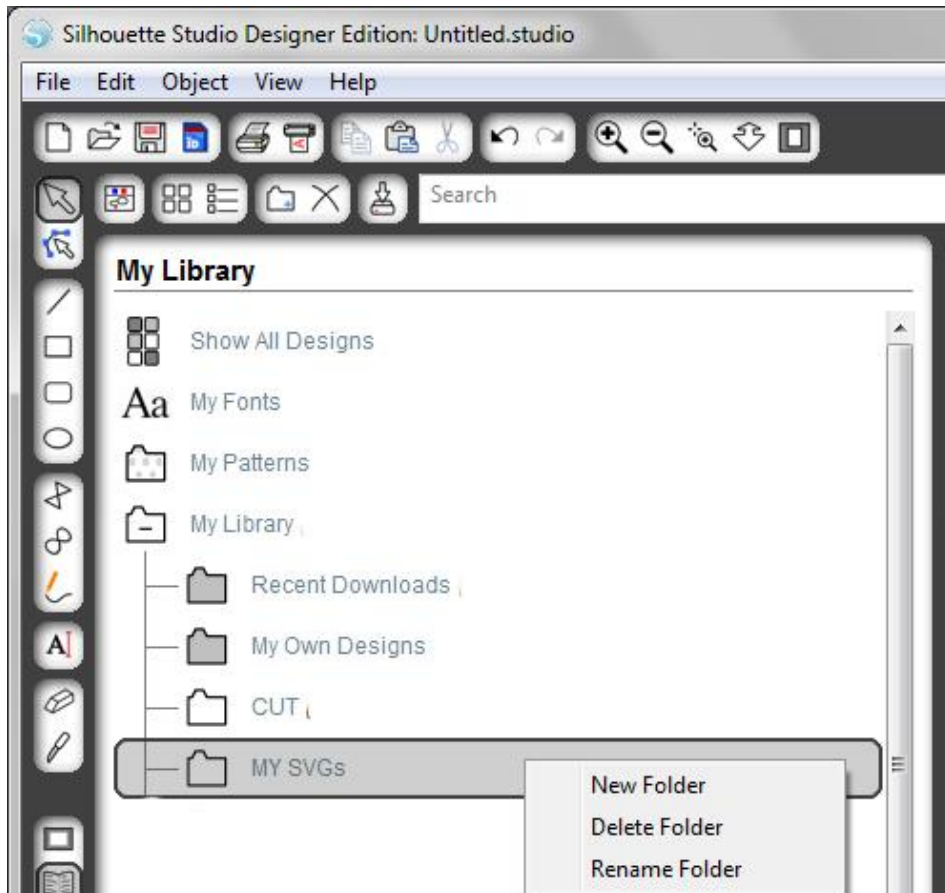 Silhouette Studio Designer Edition: Untitled.studio
File Edit Object View Help
Search
My Library
Show All Designs
Aa My Fonts
My Patterns
My Library
Recent Downloads
My Own Designs
CUT
MY SVGs
New Folder
Delete Folder
Rename Folder